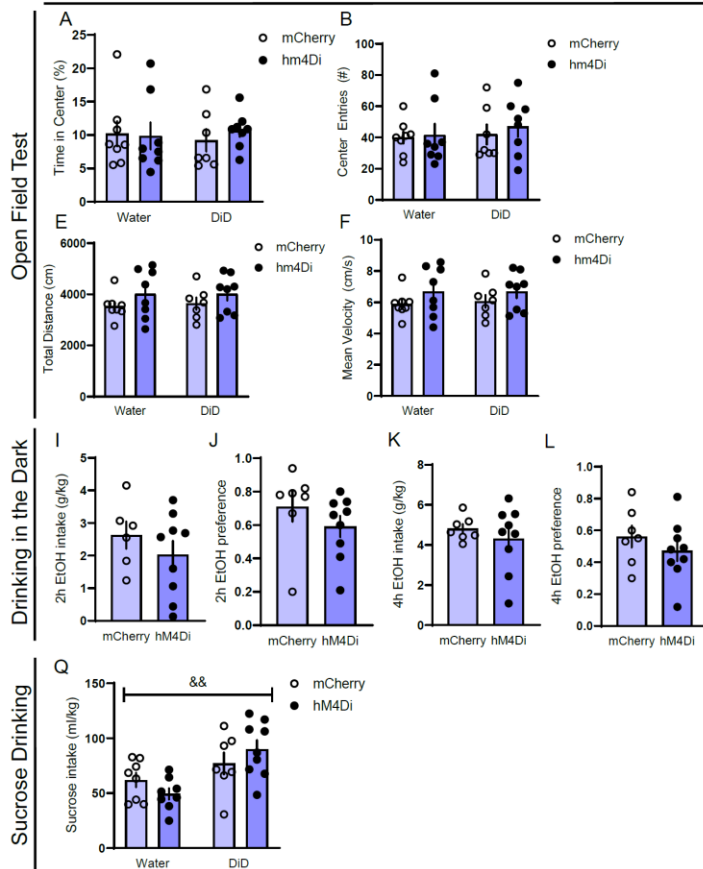 Open Field Test
A
mCherry
hm4Di
Time in Center (%)
25
20
15
10
5
0
Water
DiD
B
mCherry
hm4Di
Center Entries (#)
100
80
60
40
20
0
Water
DiD
E
mCherry
hm4Di
Total Distance (cm)
6000
4000
2000
0
Water
DiD
F
mCherry
hm4Di
Mean Velocity (cm/s)
10
8
6
4
2
0
Water
DiD
Drinking in the Dark
I
2h EtOH intake (g/kg)
5
4
3
2
1
0
mCherry hM4Di
J
2h EtOH preference
1.0
0.8
0.6
0.4
0.2
0.0
mCherry hM4Di
K
4h EtOH intake (g/kg)
8
6
4
2
0
mCherry hM4Di
L
4h EtOH preference
1.0
0.8
0.6
0.4
0.2
0.0
mCherry hM4Di
Sucrose Drinking
Q
&&
mCherry
hM4Di
Sucrose intake (ml/kg)
150
100
50
0
Water
DiD